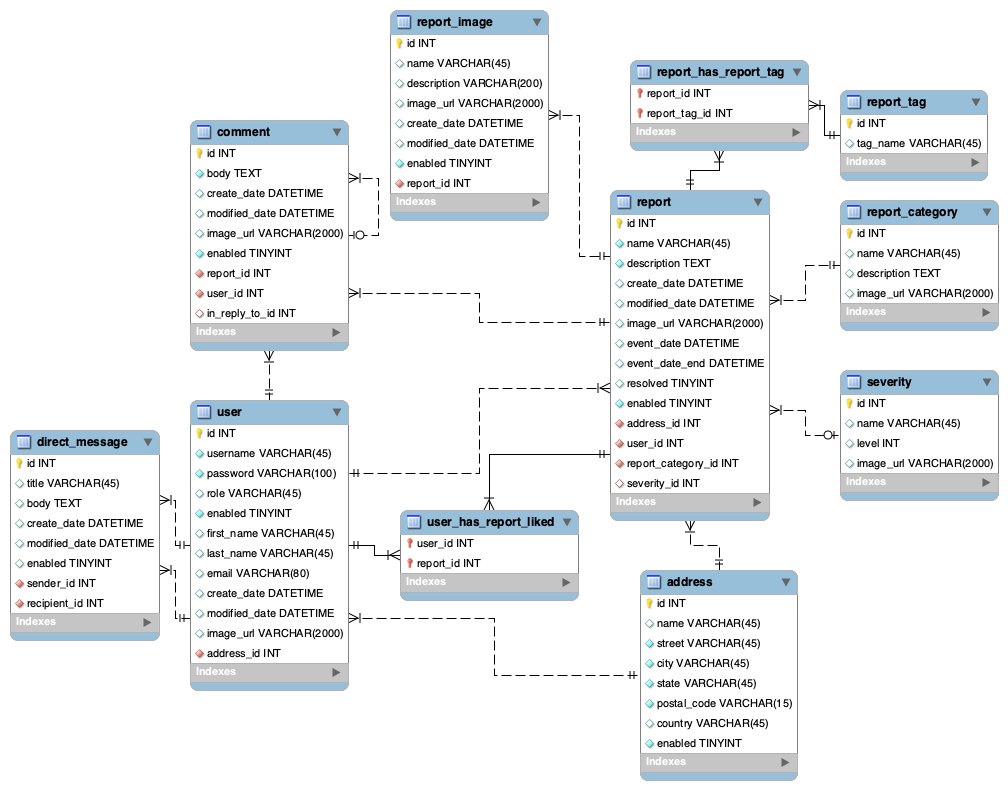 report_image
id INT
name VARCHAR(45)
description VARCHAR(200)
image_url VARCHAR(2000)
create_date DATETIME
modified_date DATETIME
enabled TINYINT
report_id INT
Indexes
report_has_report_tag
report_id INT
report_tag_id INT
Indexes
report_tag
id INT
tag_name VARCHAR(45)
Indexes
comment
id INT
body TEXT
create_date DATETIME
modified_date DATETIME
image_url VARCHAR(2000)
enabled TINYINT
report_id INT
user_id INT
in_reply_to_id INT
Indexes
report
id INT
name VARCHAR(45)
description TEXT
create_date DATETIME
modified_date DATETIME
image_url VARCHAR(2000)
event_date DATETIME
event_date_end DATETIME
resolved TINYINT
enabled TINYINT
address_id INT
user_id INT
report_category_id INT
severity_id INT
Indexes
report_category
id INT
name VARCHAR(45)
description TEXT
image_url VARCHAR(2000)
Indexes
severity
id INT
name VARCHAR(45)
level INT
image_url VARCHAR(2000)
Indexes
direct_message
id INT
title VARCHAR(45)
body TEXT
create_date DATETIME
modified_date DATETIME
enabled TINYINT
sender_id INT
recipient_id INT
Indexes
user
id INT
username VARCHAR(45)
password VARCHAR(100)
role VARCHAR(45)
enabled TINYINT
first_name VARCHAR(45)
last_name VARCHAR(45)
email VARCHAR(80)
create_date DATETIME
modified_date DATETIME
image_url VARCHAR(2000)
address_id INT
Indexes
user_has_report_liked
user_id INT
report_id INT
Indexes
address
id INT
name VARCHAR(45)
street VARCHAR(45)
city VARCHAR(45)
state VARCHAR(45)
postal_code VARCHAR(15)
country VARCHAR(45)
enabled TINYINT
Indexes